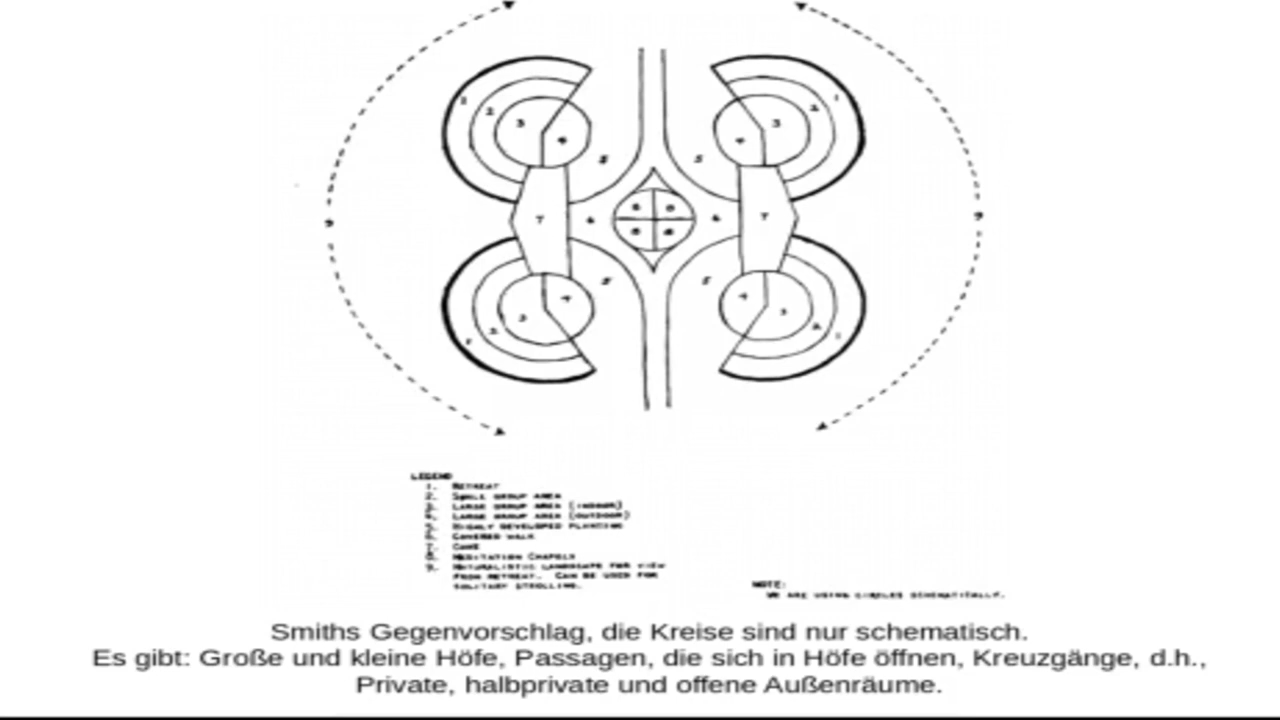 LEGEND
1. RETREAT
2. SMALL GROUP AREA
3. LARGE GROUP AREA (INDOOR)
4. LARGE GROUP AREA (OUTDOOR)
5. HIGHLY DEVELOPED PLANTING
6. COVERED WALK
7.
8. MEDITATION CHAPELS
9. NATURALISTIC LANDSCAPE FOR VIEW
FROM RETREAT. CAN BE USED FOR
SOLITARY STROLLING.
NOTE:
WE ARE USING CIRCLES SCHEMATICALLY.
Smiths Gegenvorschlag, die Kreise sind nur schematisch.
Es gibt: Große und kleine Höfe, Passagen, die sich in Höfe öffnen, Kreuzgänge, d.h.,
Private, halbprivate und offene Außenräume.